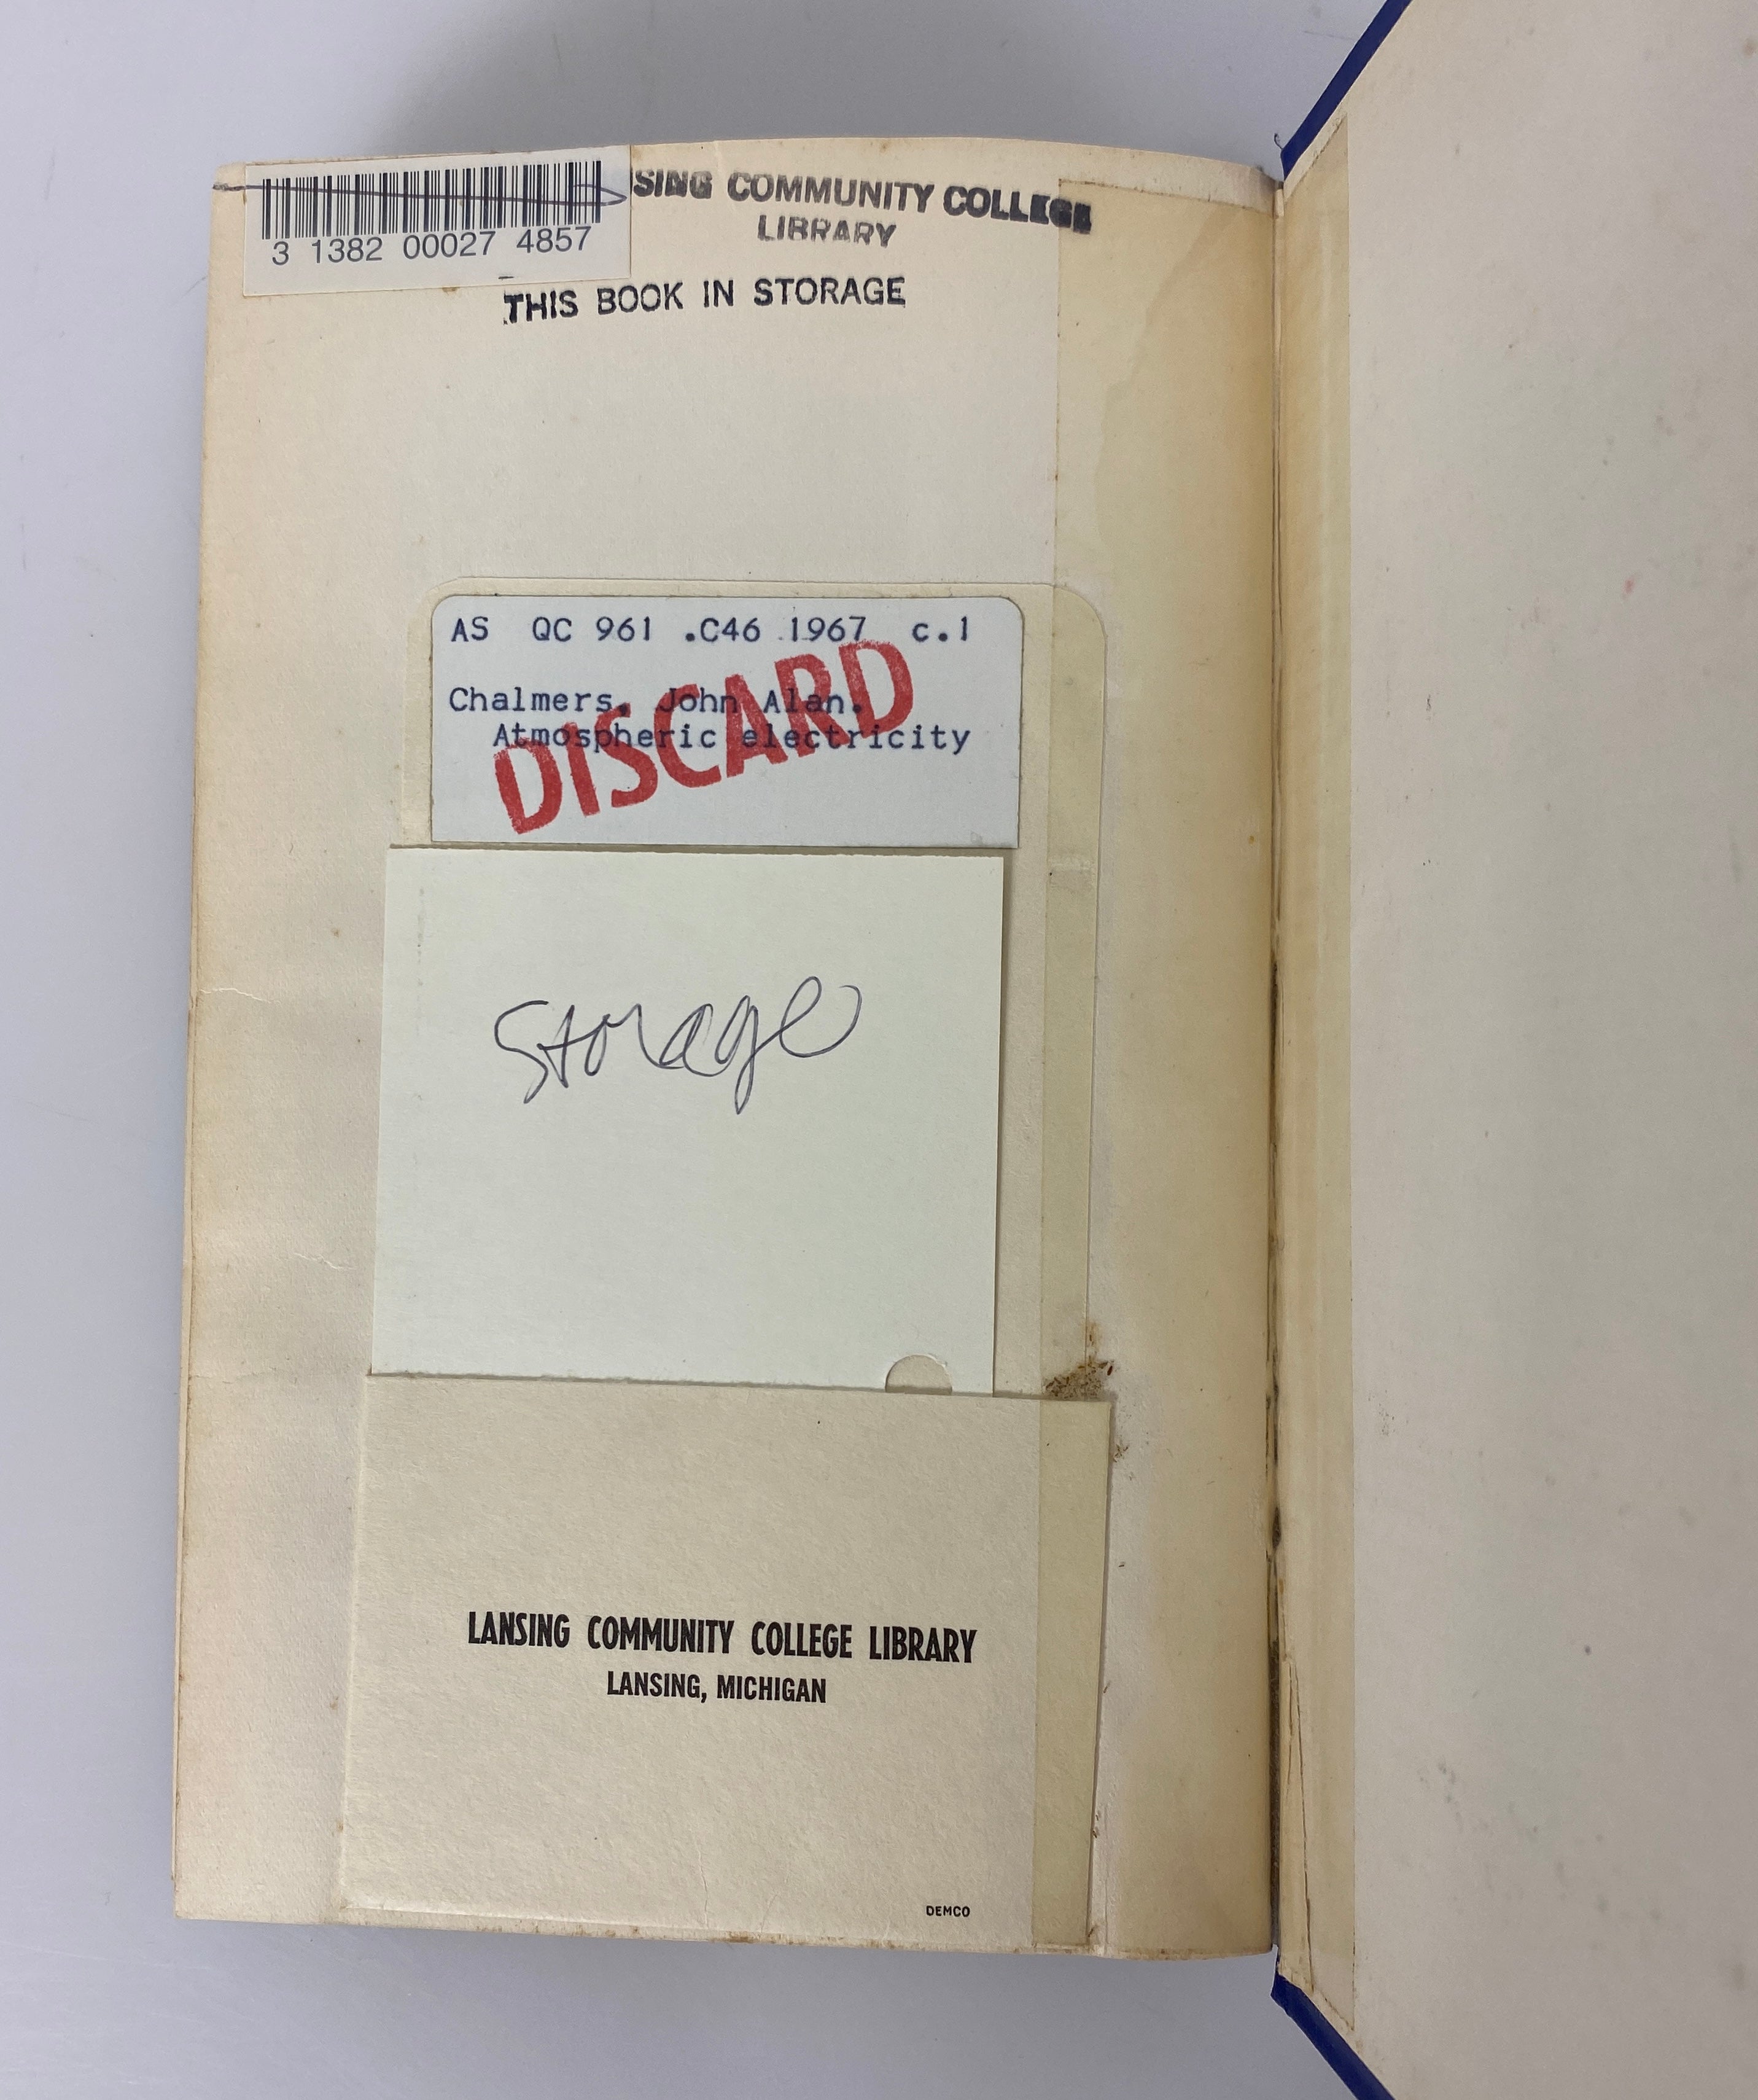 SING COMMUNITY COLLEGE
LIBRARY
3 1382 00027 4857
THIS BOOK IN STORAGE
AS QC 961 .C46 1967 c.1
Chalmers, John Alan.
Atmospheric electricity
DISCARD
Storage
LANSING COMMUNITY COLLEGE LIBRARY
LANSING, MICHIGAN
DEMCO